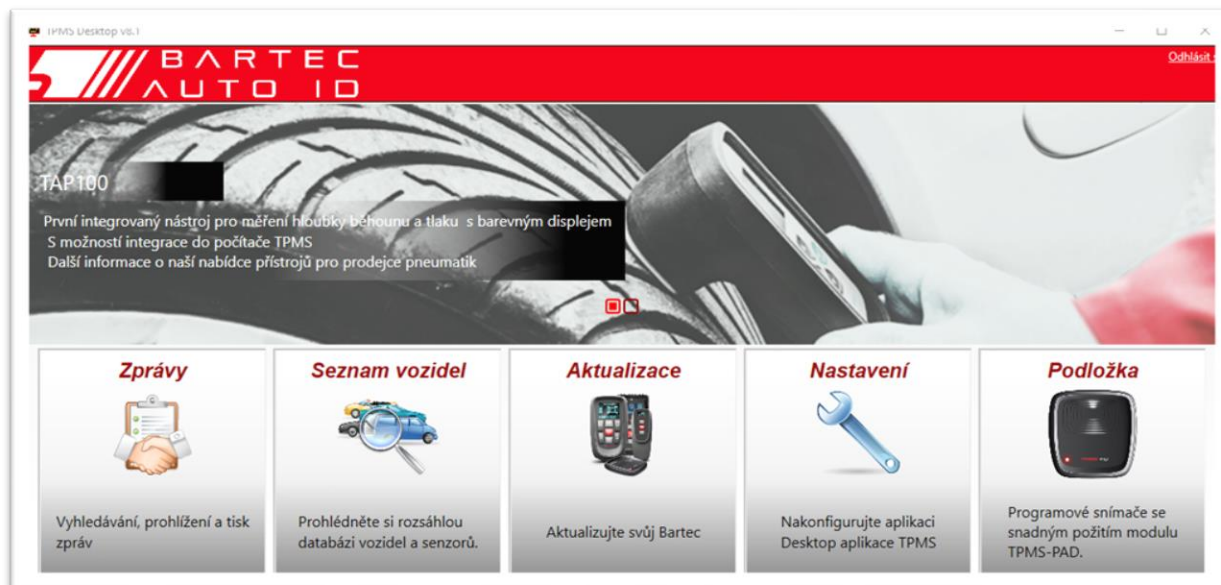 TPMS Desktop v8.1
BARTEC
AUTO ID
Odhlásit
TAP100
První integrovaný nástroj pro měření hloubky běhounu a tlaku s barevným displejem
S možností integrace do počítače TPMS
Další informace o naší nabídce přístrojů pro prodejce pneumatik
Zprávy
Vyhledávání, prohlížení a tisk
zpráv
Seznam vozidel
Prohlédněte si rozsáhlou
databázi vozidel a senzorů.
Aktualizace
Aktualizujte svůj Bartec
Nastavení
Nakonfigurujte aplikaci
Desktop aplikace TPMS
Podložka
Programové snímače se
snadným požitím modulu
TPMS-PAD.